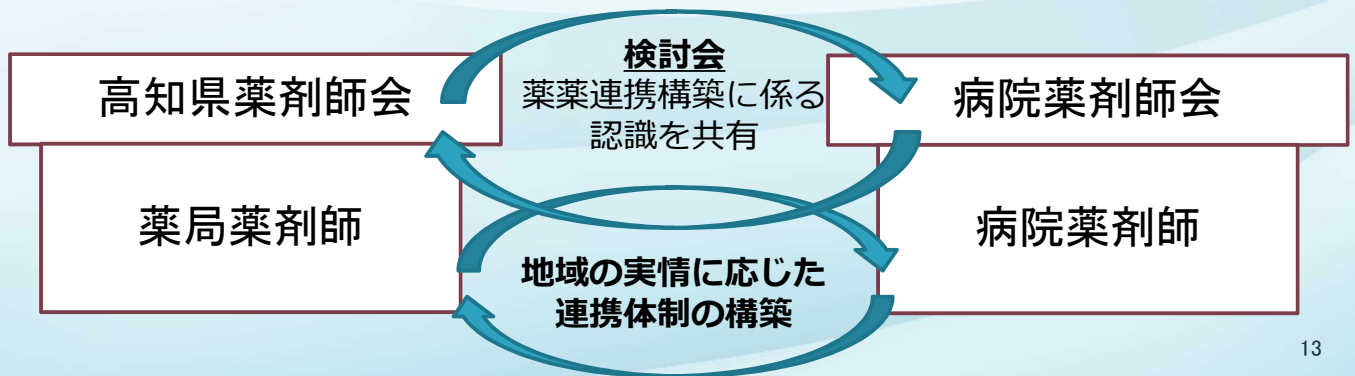 高知県薬剤師会
検討会
薬薬連携構築に係る
認識を共有
病院薬剤師会
薬局薬剤師
地域の実情に応じた
連携体制の構築
病院薬剤師
13